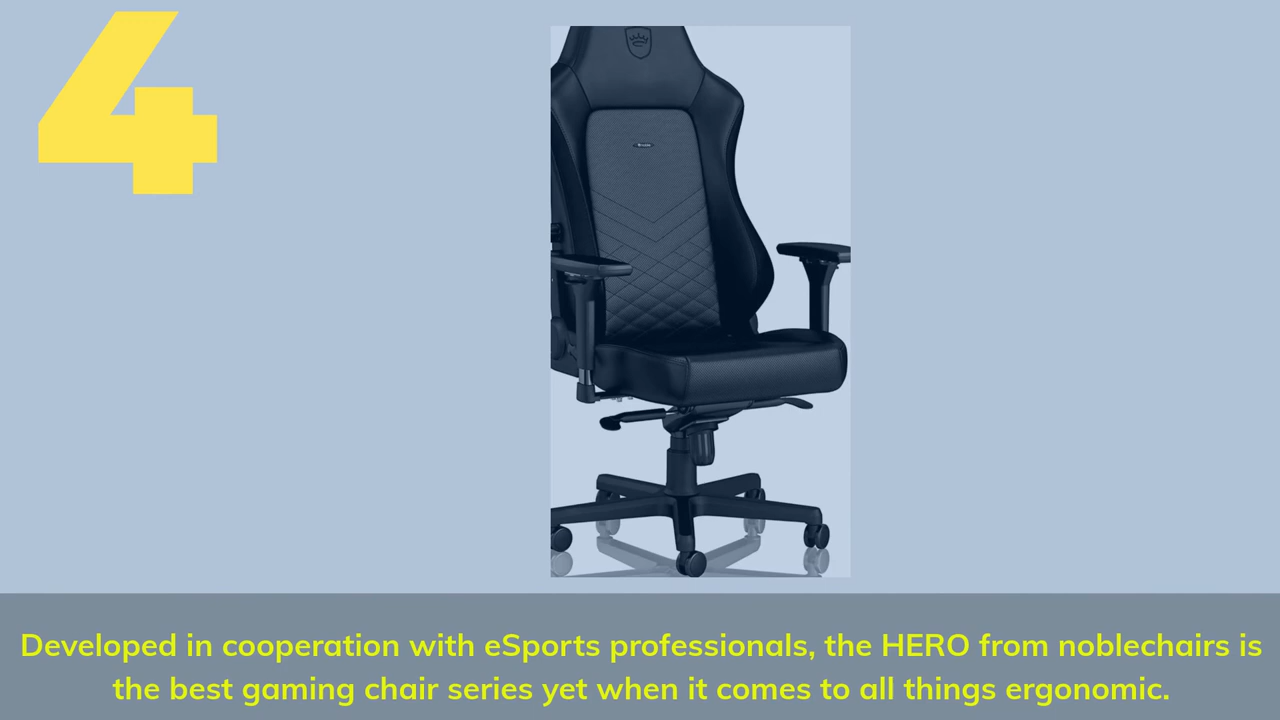 4
Developed in cooperation with eSports professionals, the HERO from noblechairs is
the best gaming chair series yet when it comes to all things ergonomic.